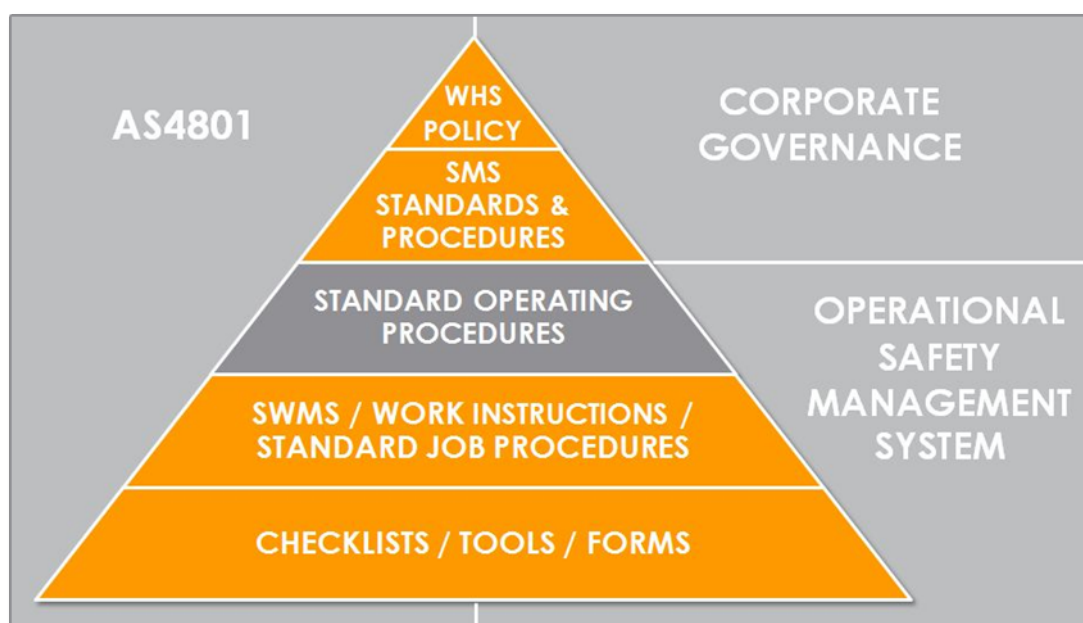 AS4801
WHS
POLICY
SMS
STANDARDS &
PROCEDURES
STANDARD OPERATING
PROCEDURES
SWMS / WORK INSTRUCTIONS /
STANDARD JOB PROCEDURES
CHECKLISTS / TOOLS / FORMS
CORPORATE
GOVERNANCE
OPERATIONAL
SAFETY
MANAGEMENT
SYSTEM